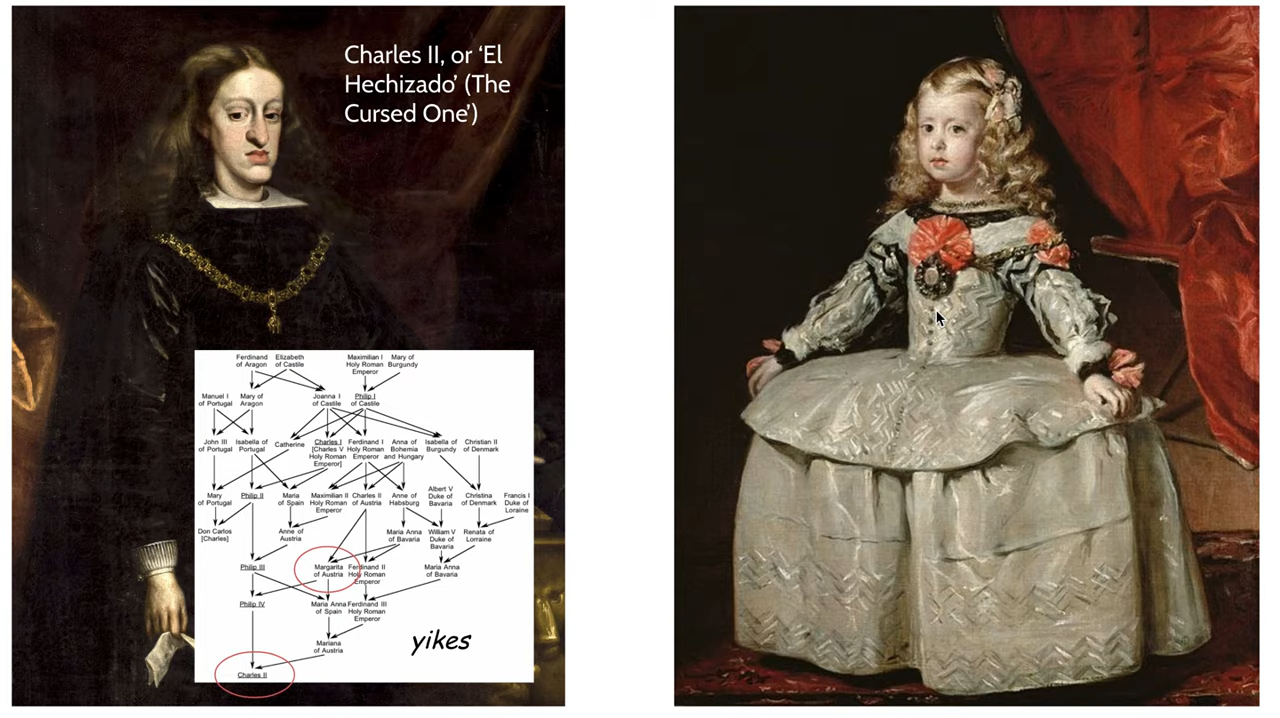 Charles II, or ‘El
Hechizado’ (The
Cursed One’)
Ferdinand of Aragon
Elizabeth of Castile
Maximilian I Holy Roman Emperor
Mary of Burgundy
Manuel I of Portugal
Mary of Aragon
Joanna I of Castile
Philip I of Castile
John III of Portugal
Isabella of Portugal
Catherine
Charles I [Charles V Holy Roman Emperor]
Ferdinand I Holy Roman Emperor
Anna of Bohemia and Hungary
Isabella of Burgundy
Christian II of Denmark
Mary of Portugal
Philip II
Maria of Spain
Maximilian II Holy Roman Emperor
Charles II of Austria
Anne of Habsburg
Albert V Duke of Bavaria
Christina of Denmark
Francis I Duke of Loraine
Don Carlos [Charles]
Anne of Austria
Maria Anna of Bavaria
William V Duke of Bavaria
Renata of Lorraine
Philip III
Margarita of Austria
Ferdinand II Holy Roman Emperor
Maria Anna of Bavaria
Philip IV
Maria Anna of Spain
Ferdinand III Holy Roman Emperor
Mariana of Austria
yikes
Charles II